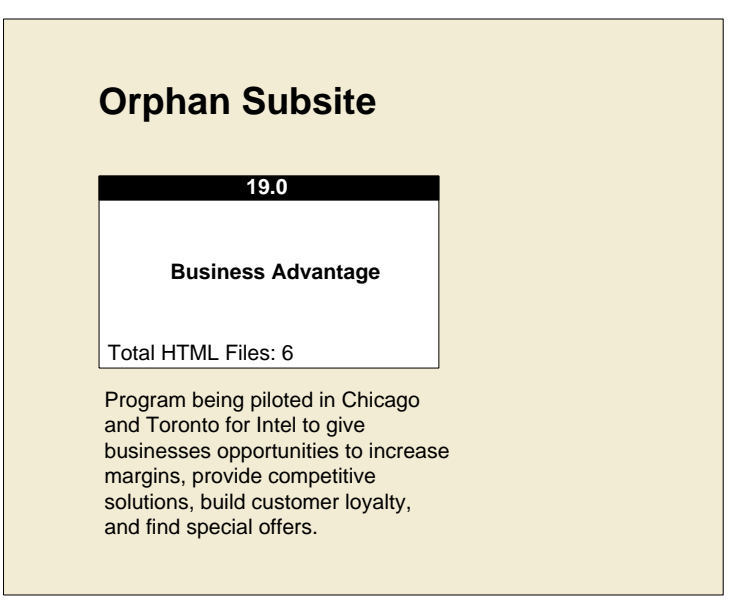 Orphan Subsite
19.0
Business Advantage
Total HTML Files: 6
Program being piloted in Chicago
and Toronto for Intel to give
businesses opportunities to increase
margins, provide competitive
solutions, build customer loyalty,
and find special offers.